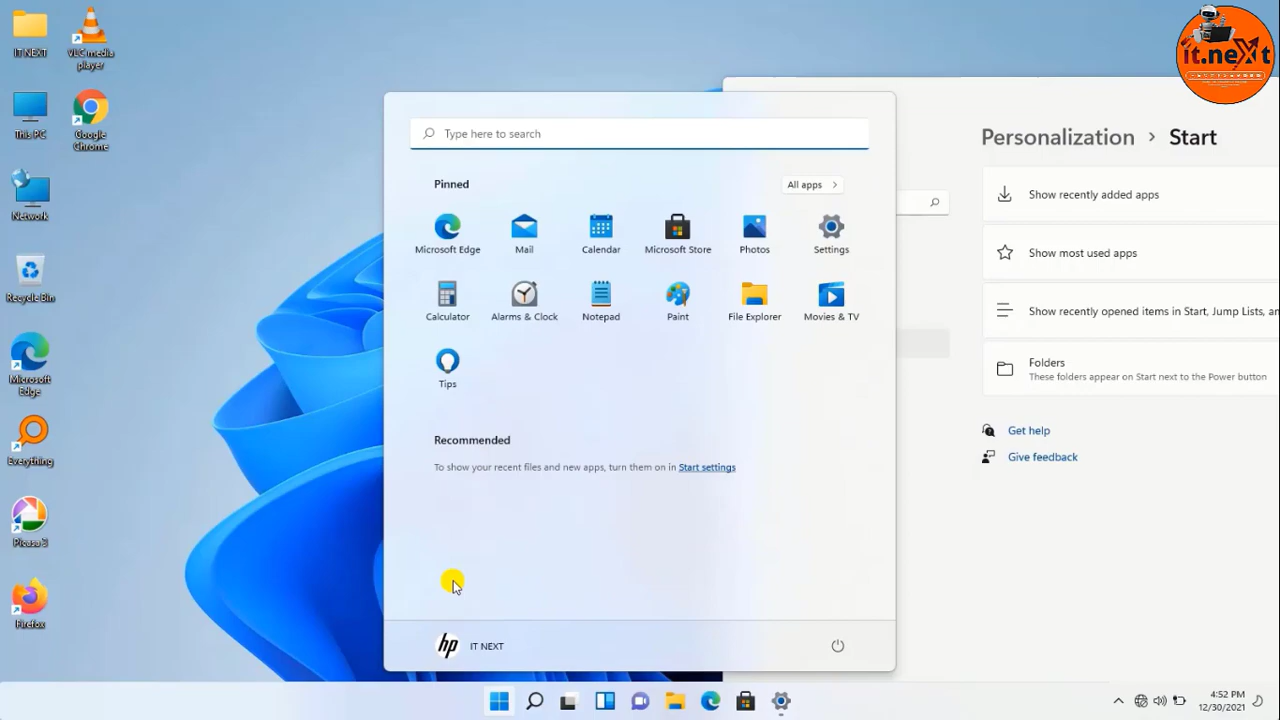 IT NEXT
VLC media
player
it.neXt
This PC
Google
Chrome
Network
Recycle Bin
Microsoft
Edge
Everything
Picasa 3
Firefox
Type here to search
Pinned
All apps
Microsoft Edge
Mail
Calendar
Microsoft Store
Photos
Settings
Calculator
Alarms & Clock
Notepad
Paint
File Explorer
Movies & TV
Tips
Recommended
To show your recent files and new apps, turn them on in Start settings
hp IT NEXT
Personalization > Start
Show recently added apps
Show most used apps
Show recently opened items in Start, Jump Lists, an
Folders
These folders appear on Start next to the Power button
Get help
Give feedback
4:52 PM
12/30/2021